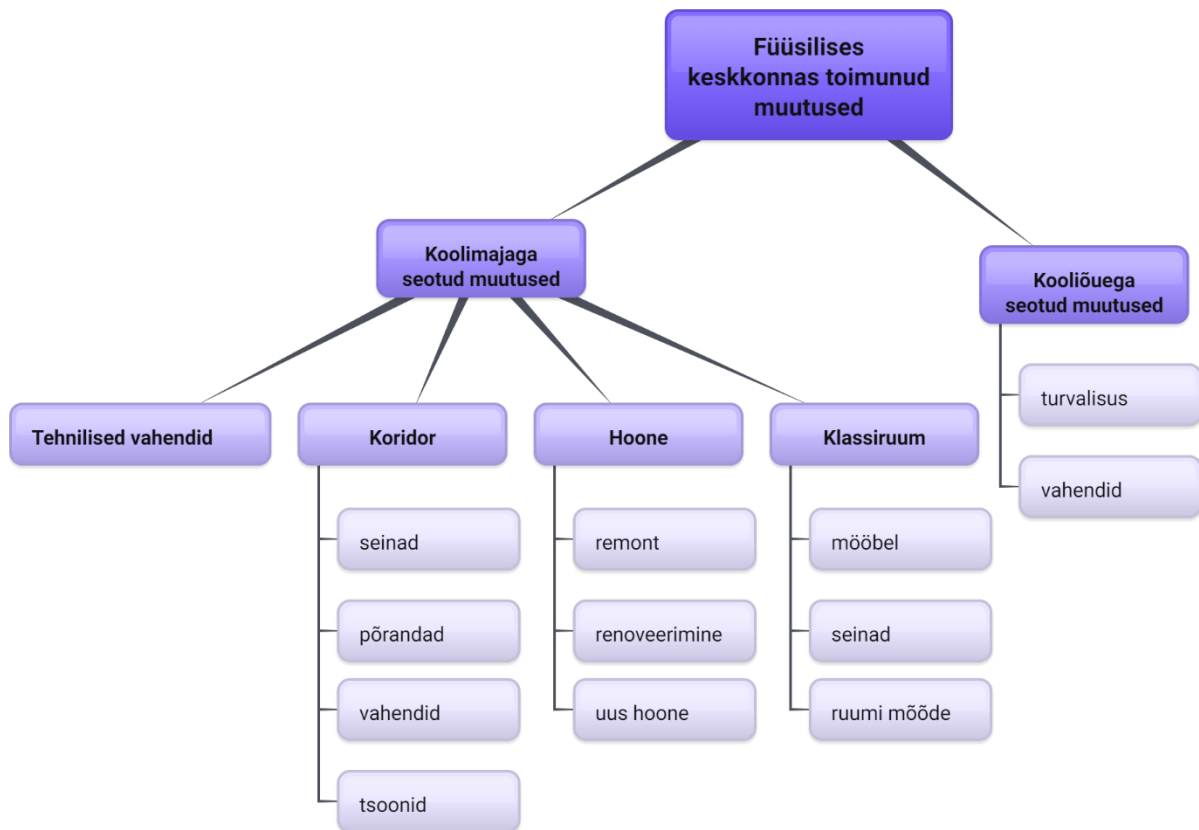 Füüsilises
keskkonnas toimunud
muutused
Koolimajaga
seotud muutused
Kooliõuega
seotud muutused
turvalisus
vahendid
Tehnilised vahendid
Koridor
Hoone
Klassiruum
seinad
põrandad
vahendid
tsoonid
remont
renoveerimine
uus hoone
mööbel
seinad
ruumi mõõde